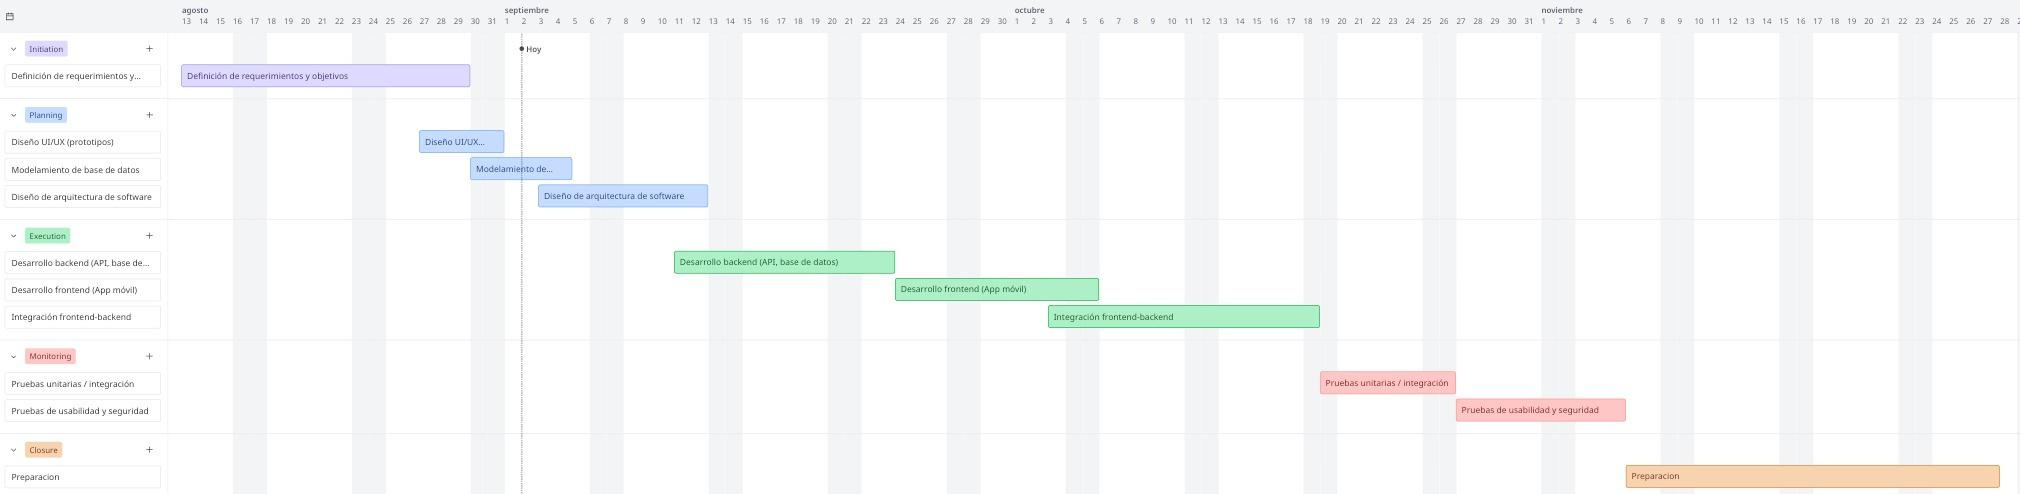 agosto septiembre octubre noviembre
13 14 15 16 17 18 19 20 21 22 23 24 25 26 27 28 29 30 31 1 2 3 4 5 6 7 8 9 10 11 12 13 14 15 16 17 18 19 20 21 22 23 24 25 26 27 28 29 30 1 2 3 4 5 6 7 8 9 10 11 12 13 14 15 16 17 18 19 20 21 22 23 24 25 26 27 28 29 30 31 1 2 3 4 5 6 7 8 9 10 11 12 13 14 15 16 17 18 19 20 21 22 23 24 25 26 27 28
Initiation + Hoy
Definición de requerimientos y... Definición de requerimientos y objetivos
Planning +
Diseño UI/UX (prototipos) Diseño UI/UX...
Modelamiento de base de datos Modelamiento de...
Diseño de arquitectura de software Diseño de arquitectura de software
Execution +
Desarrollo backend (API, base de... Desarrollo backend (API, base de datos)
Desarrollo frontend (App móvil) Desarrollo frontend (App móvil)
Integración frontend-backend Integración frontend-backend
Monitoring +
Pruebas unitarias / integración Pruebas unitarias / integración
Pruebas de usabilidad y seguridad Pruebas de usabilidad y seguridad
Closure +
Preparacion Preparacion